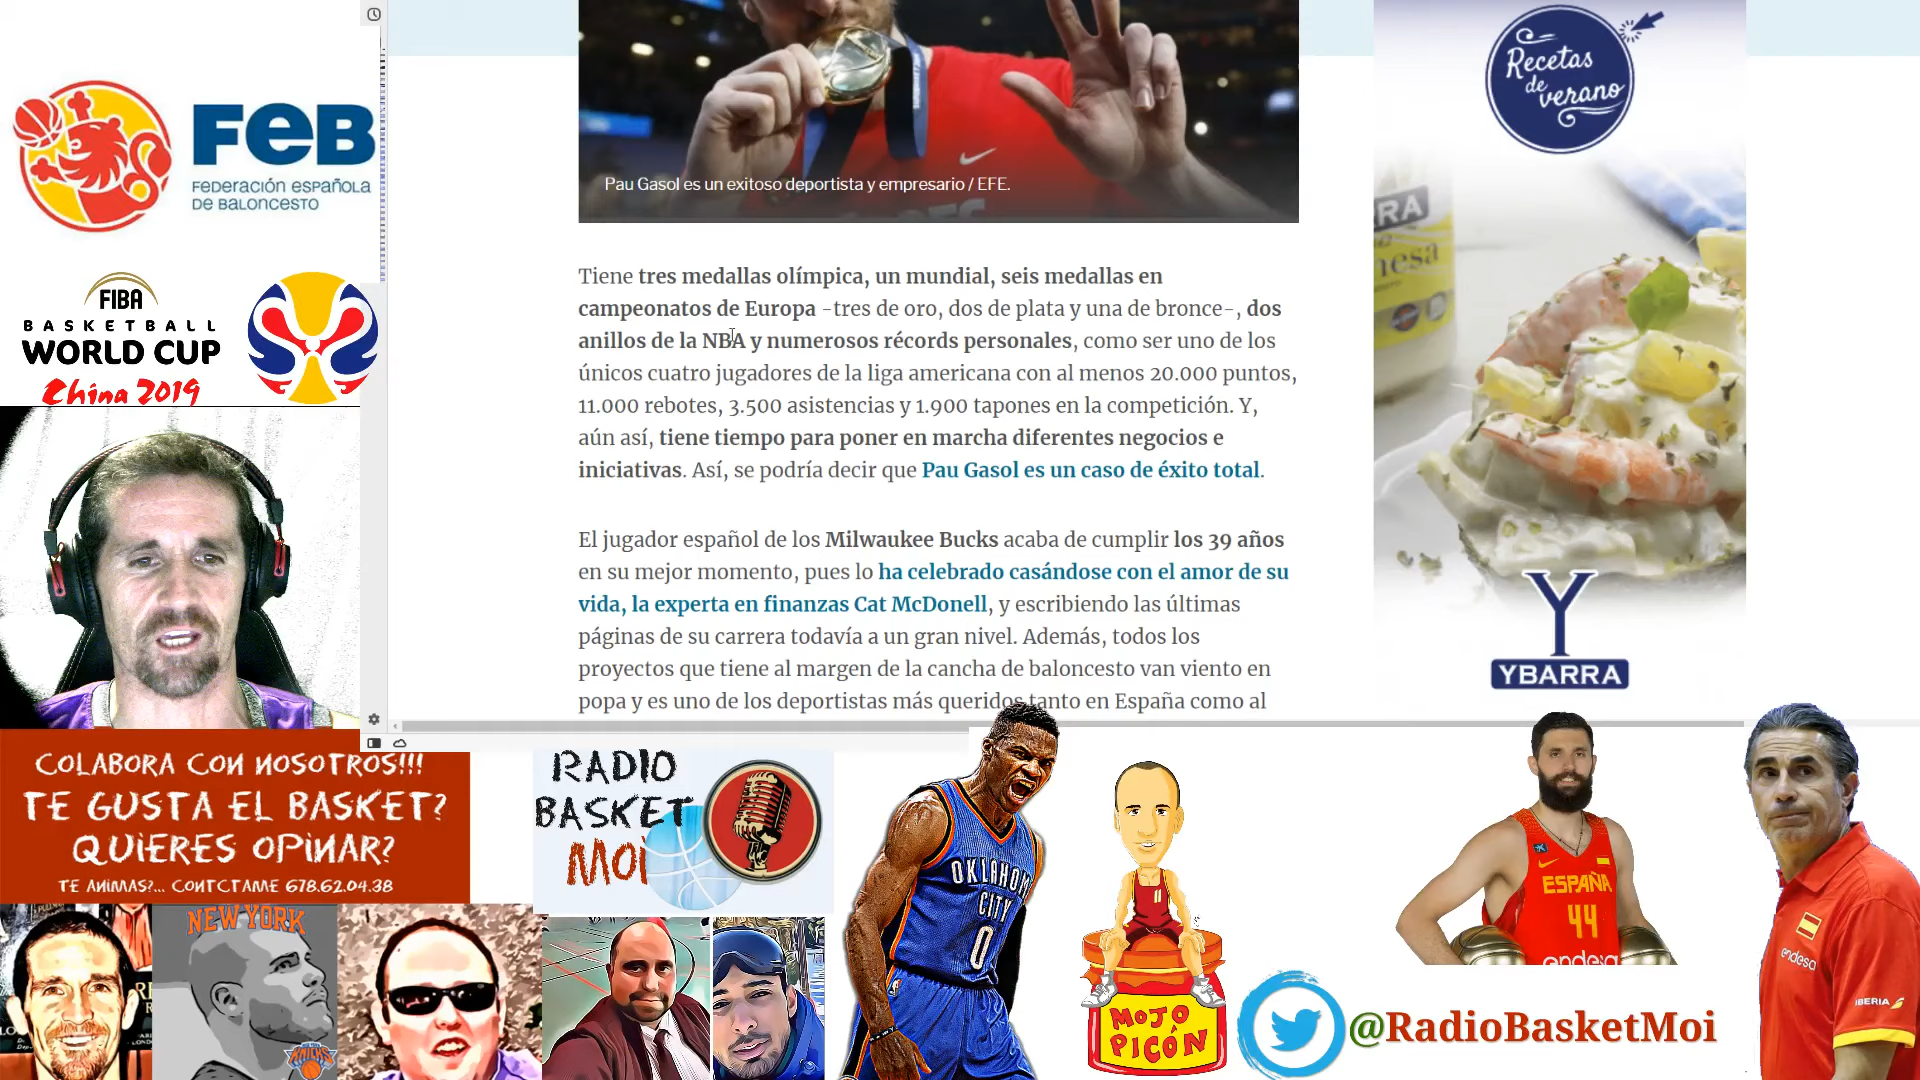 FEB
FEDERACIÓN ESPAÑOLA
DE BALONCESTO
FIBA
BASKETBALL
WORLD CUP
China 2019
Pau Gasol es un exitoso deportista y empresario / EFE.
Tiene tres medallas olímpica, un mundial, seis medallas en
campeonatos de Europa -tres de oro, dos de plata y una de bronce-, dos
anillos de la NBA y numerosos récords personales, como ser uno de los
únicos cuatro jugadores de la liga americana con al menos 20.000 puntos,
11.000 rebotes, 3.500 asistencias y 1.900 tapones en la competición. Y,
aún así, tiene tiempo para poner en marcha diferentes negocios e
iniciativas. Así, se podría decir que Pau Gasol es un caso de éxito total.
El jugador español de los Milwaukee Bucks acaba de cumplir los 39 años
en su mejor momento, pues lo ha celebrado casándose con el amor de su
vida, la experta en finanzas Cat McDonell, y escribiendo las últimas
páginas de su carrera todavía a un gran nivel. Además, todos los
proyectos que tiene al margen de la cancha de baloncesto van viento en
popa y es uno de los deportistas más queridos tanto en España como al
Recetas
de
verano
YBARRA
COLABORA CON NOSOTROS!!!
TE GUSTA EL BASKET?
QUIERES OPINAR?
TE ANIMAS?... CONTCTAME 678.62.04.38
RADIO
BASKET
MOI
NEW YORK
KNICKS
OKLAHOM
CITY
0
11
MOJO
PICÓN
ESPAÑA
44
endesa
endesa
IBERIA
@RadioBasketMoi